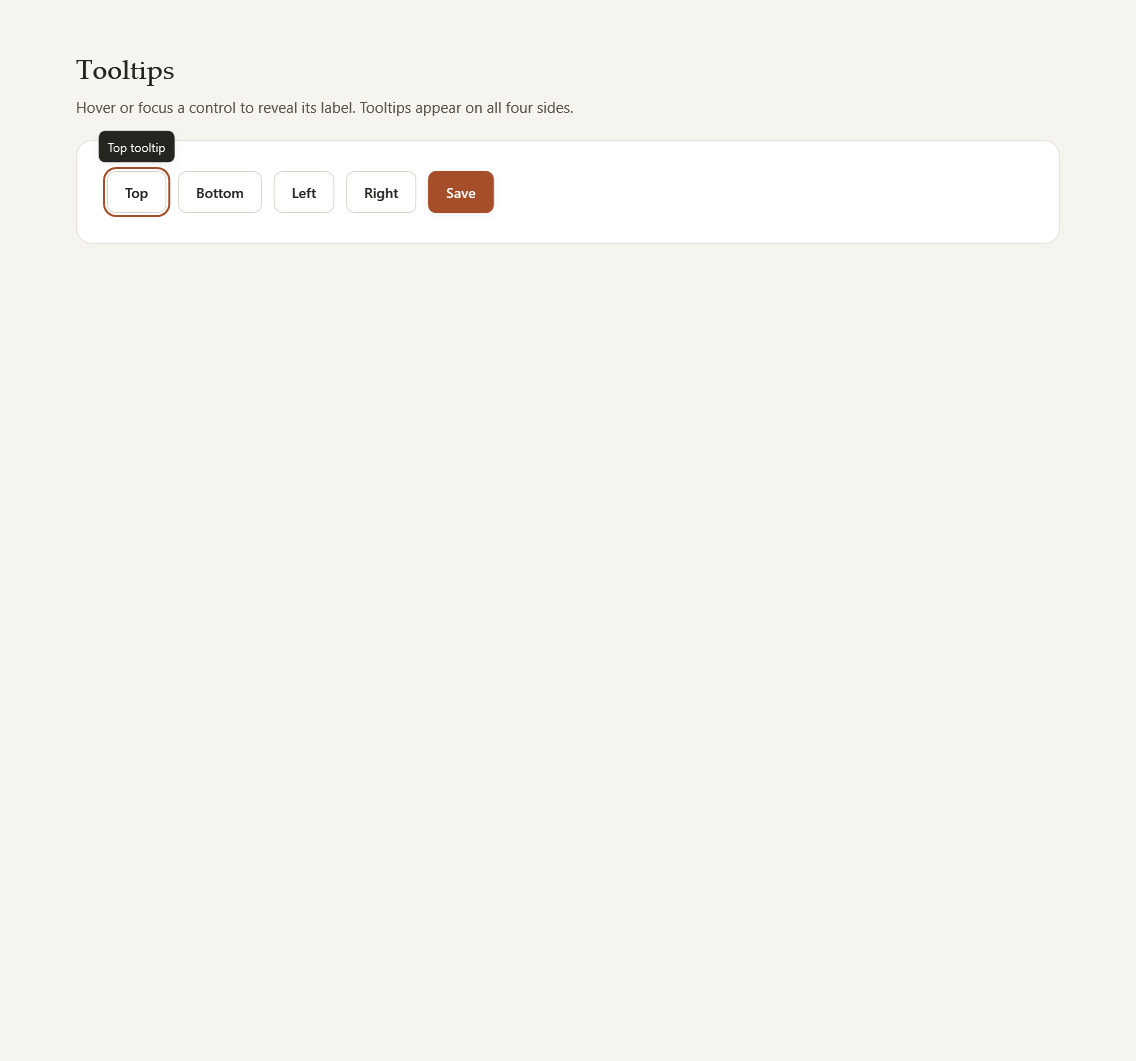 Tooltips
Hover or focus a control to reveal its label. Tooltips appear on all four sides.
Top tooltip
Top Bottom Left Right Save